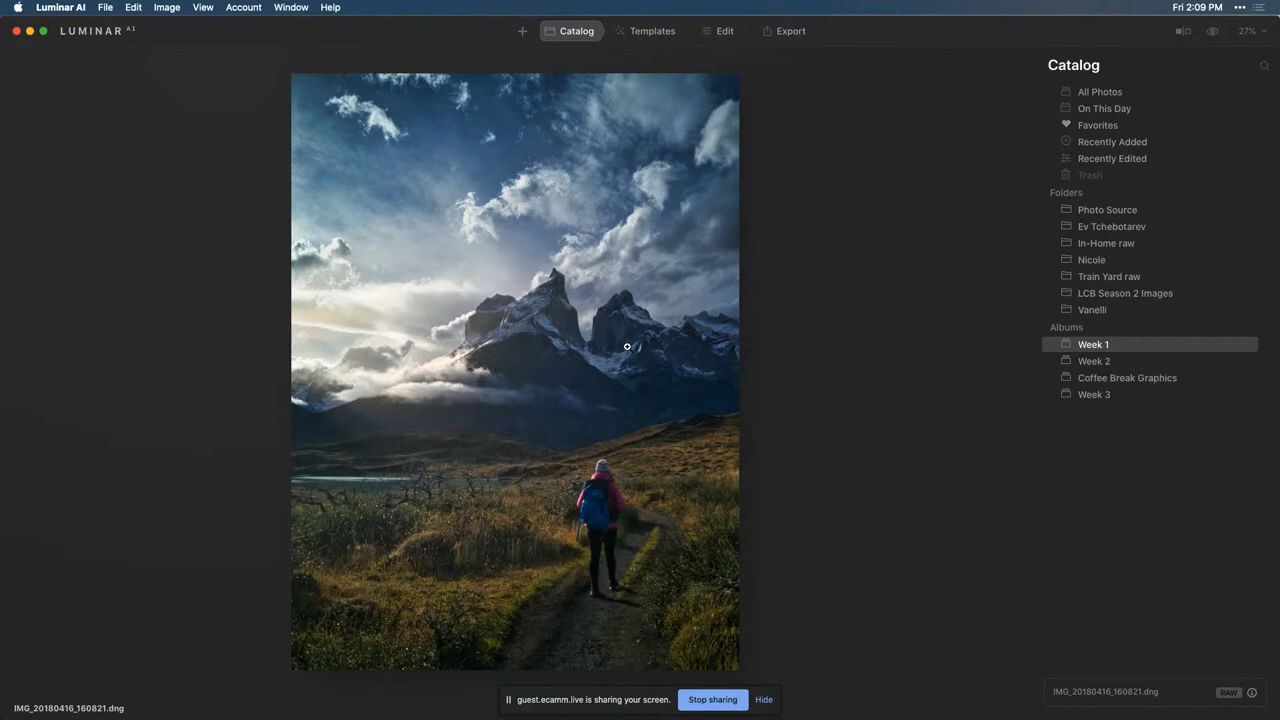 Luminar AI File Edit Image View Account Window Help Fri 2:09 PM
LUMINAR AI Catalog Templates Edit Export 27%
Catalog
All Photos
On This Day
Favorites
Recently Added
Recently Edited
Trash
Folders
Photo Source
Ev Tchebotarev
In-Home raw
Nicole
Train Yard raw
LCB Season 2 Images
Vanelli
Albums
Week 1
Week 2
Coffee Break Graphics
Week 3
IMG_20180416_160821.dng RAW
guest.ecamm.live is sharing your screen. Stop sharing Hide
IMG_20180416_160821.dng